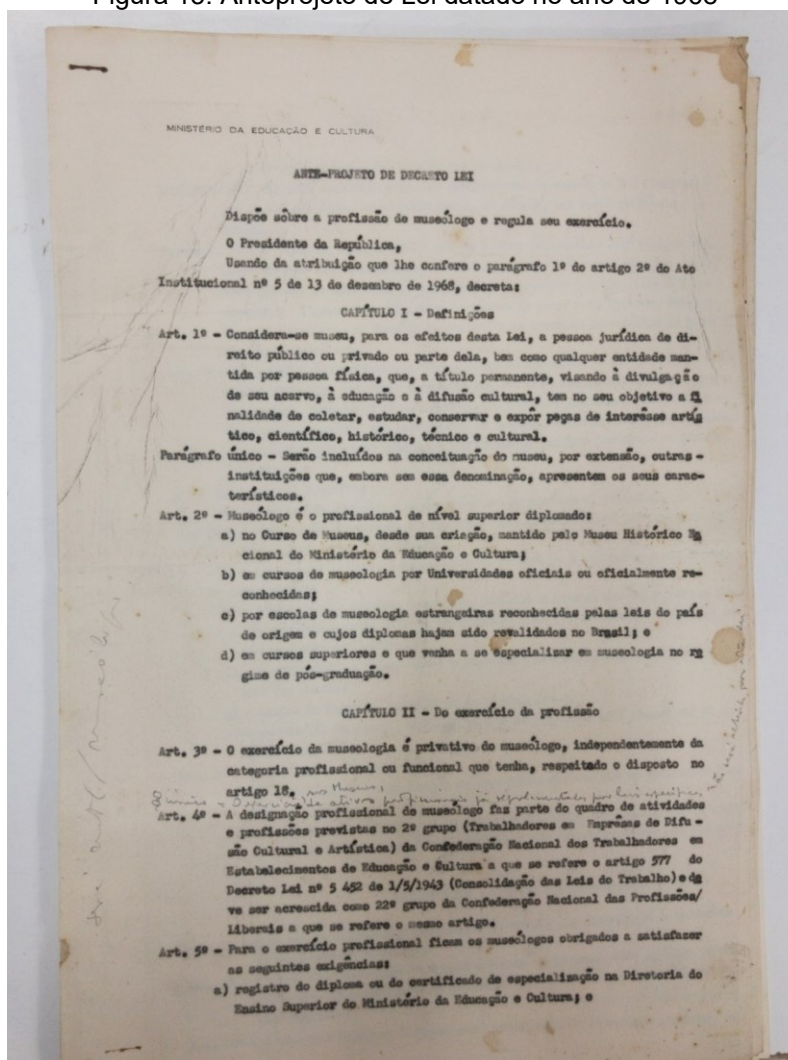 Figura 13: Anteprojeto de Lei datado no ano de 1968
MINISTÉRIO DA EDUCAÇÃO E CULTURA
ANTE-PROJETO DE DECRETO LEI
Dispõe sôbre a profissão de museólogo e regula seu exercício.
O Presidente da República,
Usando da atribuição que lhe confere o parágrafo 1º do artigo 2º do Ato
Institucional nº 5 de 13 de desembro de 1968, decreta:
CAPÍTULO I - Definições
Art. 1º - Considera-se museu, para os efeitos desta Lei, a pessoa jurídica de di-
reito público ou privado ou parte dela, bem como qualquer entidade man-
tida por pessoa física, que, a título permanente, visando à divulgação
de seu acervo, à educação e à difusão cultural, tem no seu objetivo a fi
nalidade de coletar, estudar, conservar e expôr peças de interêsse artís
tico, científico, histórico, técnico e cultural.
Parágrafo único - Serão incluídos na conceituação de museu, por extensão, outras -
instituições que, embora sem essa denominação, apresentem os seus carac-
terísticos.
Art. 2º - Museólogo é o profissional de nível superior diplomado:
a) no Curso de Museus, desde sua criação, mantido pelo Museu Histórico Na
cional do Ministério da Educação e Cultura;
b) em cursos de museologia por Universidades oficiais ou oficialmente re-
conhecidas;
c) por escolas de museologia estrangeiras reconhecidas pelas leis do país
de origem e cujos diplomas hajam sido revalidados no Brasil; e
d) em cursos superiores e que venha a se especializar em museologia no re
gime de pós-graduação.
CAPÍTULO II - Do exercício da profissão
Art. 3º - O exercício da museologia é privativo do museólogo, independentemente da
categoria profissional ou funcional que tenha, respeitado o disposto no
artigo 18. nos Museus,
Art. 4º - A designação profissional de museólogo faz parte do quadro de atividades
e profissões previstas no 2º grupo (Trabalhadores em Emprêsas de Difu -
são Cultural e Artística) da Confederação Nacional dos Trabalhadores em
Estabelecimentos de Educação e Cultura a que se refere o artigo 577 do
Decreto Lei nº 5 452 de 1/5/1943 (Consolidação das Leis do Trabalho) e de
ve ser acrescida como 22º grupo da Confederação Nacional das Profissões/
Liberais a que se refere o mesmo artigo.
Art. 5º - Para o exercício profissional ficam os museólogos obrigados a satisfazer
as seguintes exigências:
a) registro do diploma ou do certificado de especialização na Diretoria do
Ensino Superior do Ministério da Educação e Cultura; e